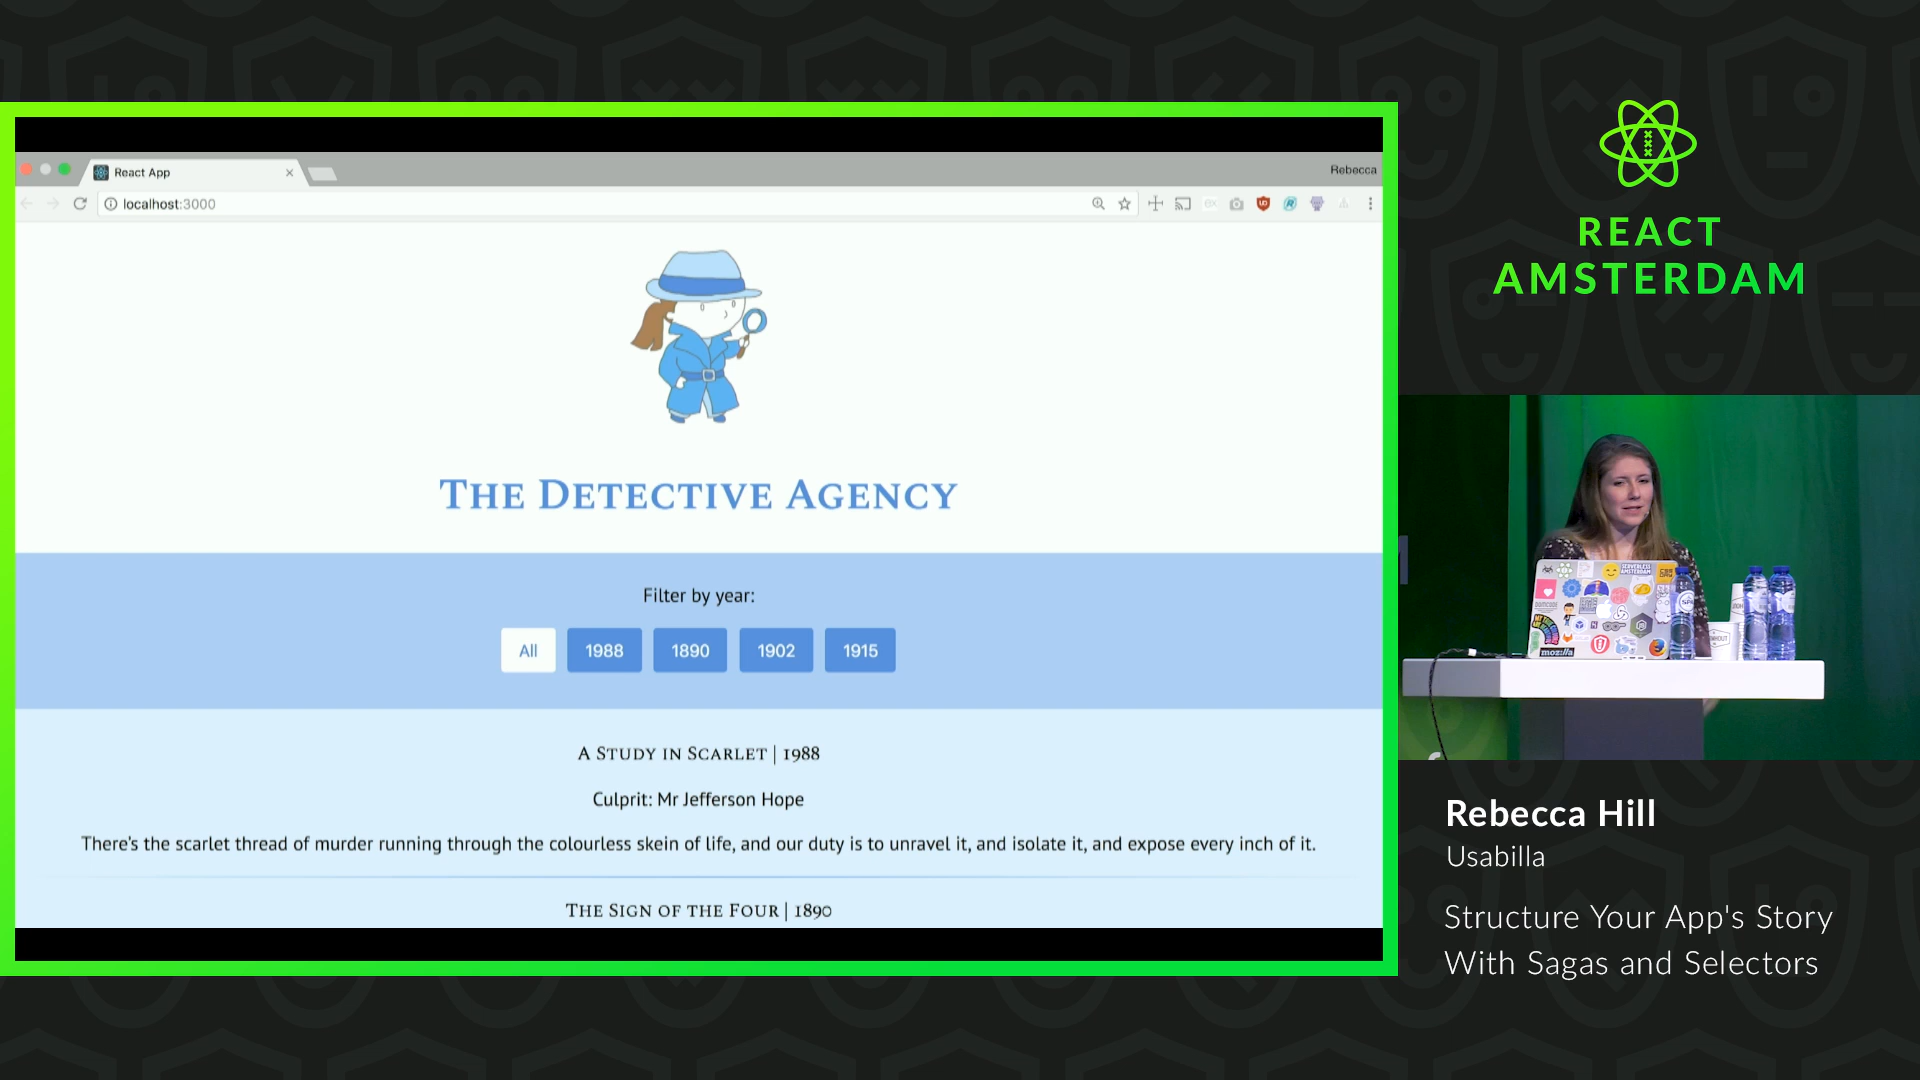 React App
Rebecca
localhost:3000
THE DETECTIVE AGENCY
Filter by year:
All 1988 1890 1902 1915
A STUDY IN SCARLET | 1988
Culprit: Mr Jefferson Hope
There's the scarlet thread of murder running through the colourless skein of life, and our duty is to unravel it, and isolate it, and expose every inch of it.
THE SIGN OF THE FOUR | 1890
REACT
AMSTERDAM
SERVERLESS
AMSTERDAM
moz://a
Rebecca Hill
Usabilla
Structure Your App's Story
With Sagas and Selectors